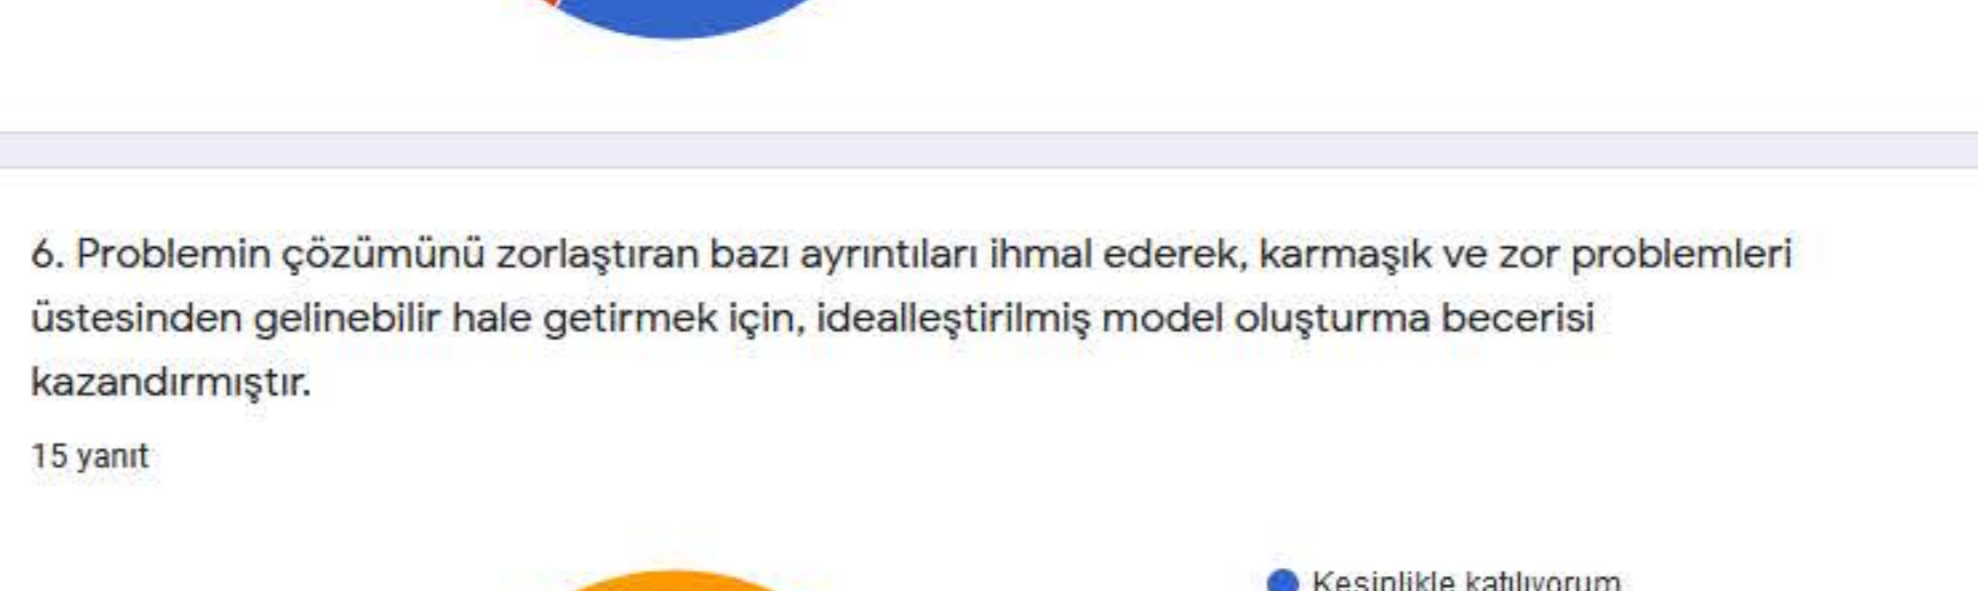 6. Problemin çözümünü zorlaştıran bazı ayrıntıları ihmal ederek, karmaşık ve zor problemleri
üstesinden gelinebilir hale getirmek için, idealleştirilmiş model oluşturma becerisi
kazandırmıştır.
15 yanıt
Kesinlikle katılıyorum